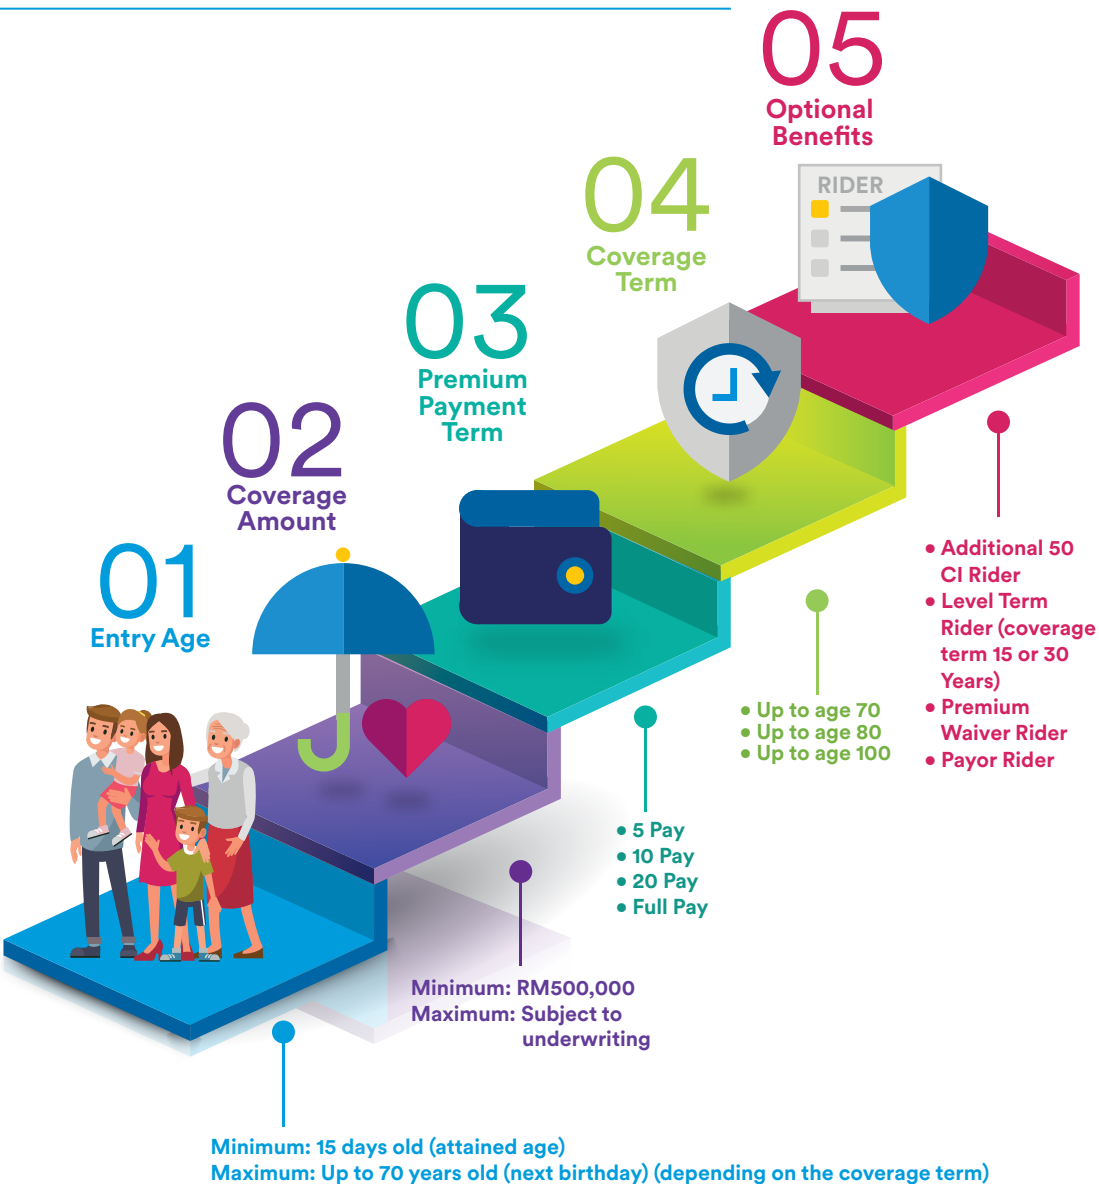 01
Entry Age
Minimum: 15 days old (attained age)
Maximum: Up to 70 years old (next birthday) (depending on the coverage term)
02
Coverage
Amount
Minimum: RM500,000
Maximum: Subject to
underwriting
03
Premium
Payment
Term
• 5 Pay
• 10 Pay
• 20 Pay
• Full Pay
04
Coverage
Term
• Up to age 70
• Up to age 80
• Up to age 100
05
Optional
Benefits
RIDER
• Additional 50
CI Rider
• Level Term
Rider (coverage
term 15 or 30
Years)
• Premium
Waiver Rider
• Payor Rider